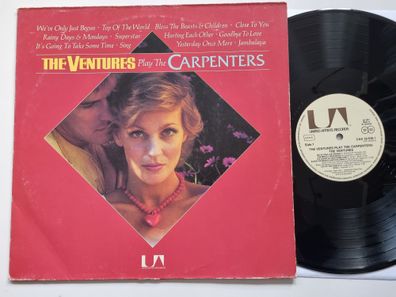 We've Only Just Begun · Top Of The World · Bless The Beasts & Children · Close To You
Rainy Days & Mondays · Superstar · Hurting Each Other · Goodbye To Love
It's Going To Take Some Time · Sing · Yesterday Once More · Jambalaya
THE VENTURES Play The CARPENTERS
UA
UA
UNITED ARTISTS RECORDS
Side 1
THE VENTURES PLAY THE CARPENTERS
THE VENTURES